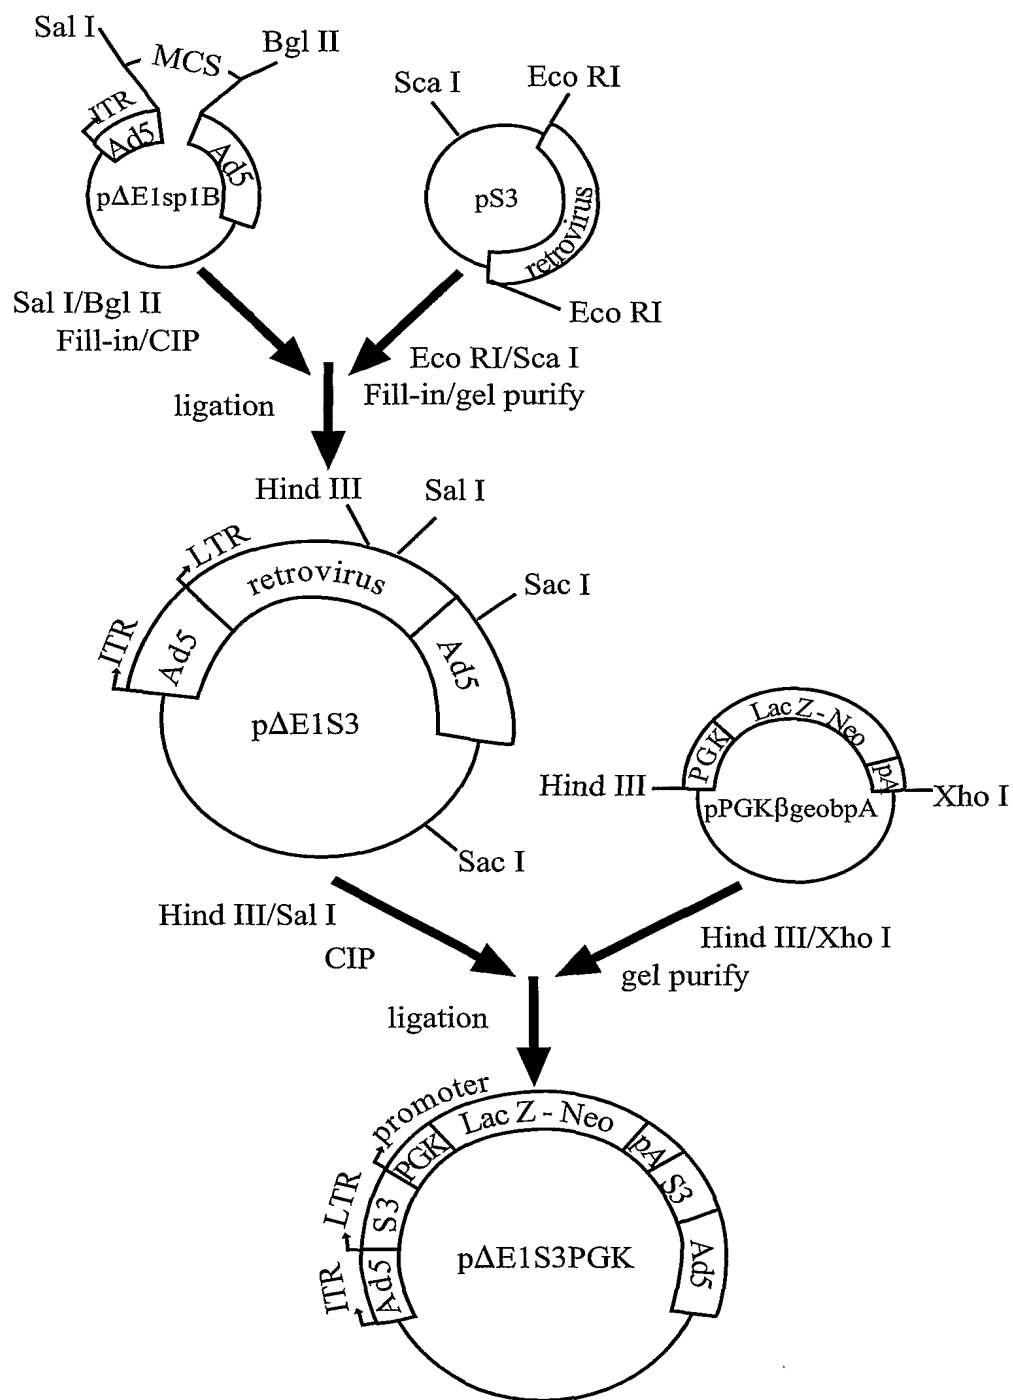 Sal I
MCS
Bgl II
ITR
Ad5
Ad5
pΔE1sp1B
Sca I
Eco RI
pS3
retrovirus
Eco RI
Sal I/Bgl II
Fill-in/CIP
Eco RI/Sca I
Fill-in/gel purify
ligation
Hind III
Sal I
LTR
retrovirus
Sac I
ITR
Ad5
Ad5
pΔE1S3
Sac I
Lac Z - Neo
PGK
pA
Hind III
Xho I
pPGKβgeobpA
Hind III/Sal I
CIP
Hind III/Xho I
gel purify
ligation
promoter
Lac Z - Neo
PGK
pA
LTR
S3
S3
ITR
Ad5
Ad5
pΔE1S3PGK